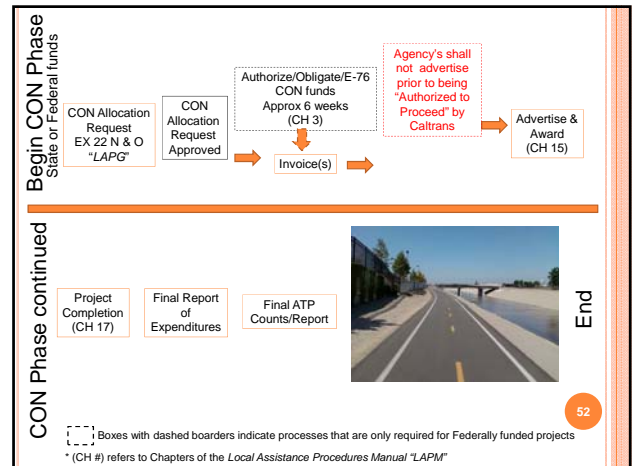 Begin CON Phase
State or Federal funds
CON Allocation
Request
EX 22 N & O
“LAPG”
CON
Allocation
Request
Approved
Authorize/Obligate/E-76
CON funds
Approx 6 weeks
(CH 3)
Invoice(s)
Agency’s shall
not advertise
prior to being
“Authorized to
Proceed” by
Caltrans
Advertise &
Award
(CH 15)
CON Phase continued
Project
Completion
(CH 17)
Final Report
of
Expenditures
Final ATP
Counts/Report
End
52
Boxes with dashed boarders indicate processes that are only required for Federally funded projects
* (CH #) refers to Chapters of the Local Assistance Procedures Manual “LAPM”